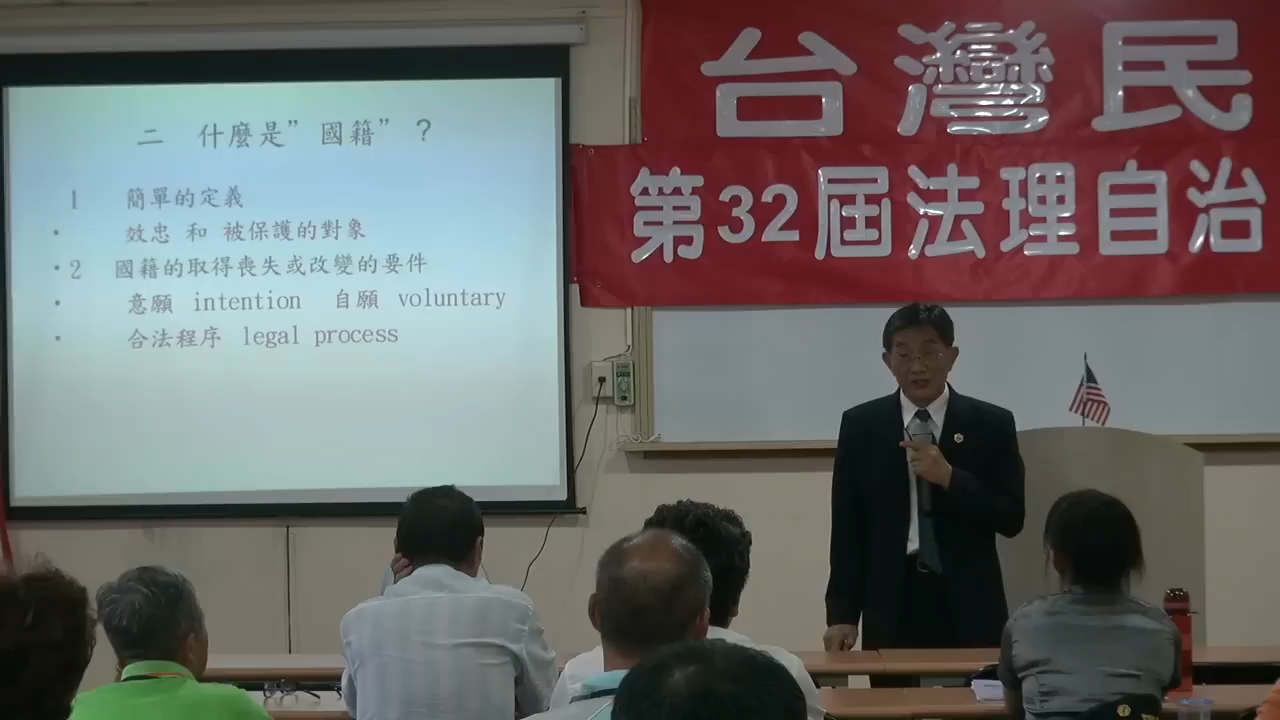 二 什麼是”國籍”？
1 簡單的定義
• 效忠 和 被保護的對象
•2 國籍的取得喪失或改變的要件
• 意願 intention 自願 voluntary
• 合法程序 legal process
台灣民
第32屆法理自治